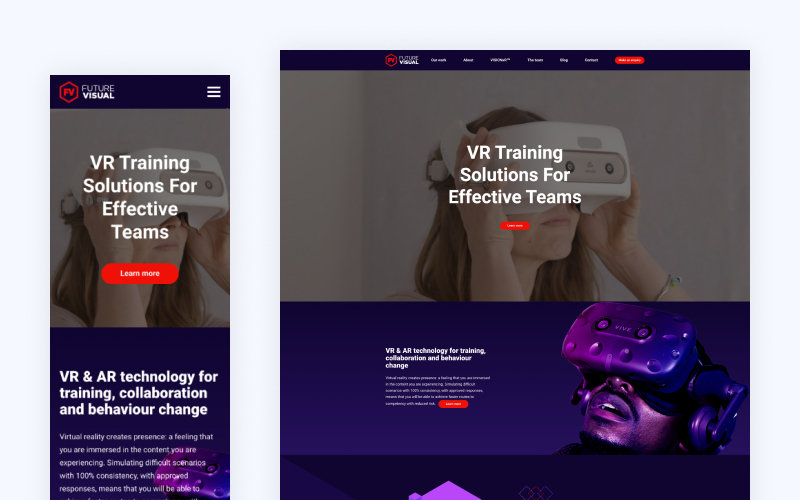 FV FUTURE
VISUAL
VR Training
Solutions For
Effective
Teams
Learn more
VR & AR technology for
training, collaboration
and behaviour change
Virtual reality creates presence: a feeling that
you are immersed in the content you are
experiencing. Simulating difficult scenarios
with 100% consistency, with approved
responses, means that you will be able to
FV FUTURE
VISUAL
Our work About VISIONxR™ The team Blog Contact Make an enquiry
VR Training
Solutions For
Effective Teams
Learn more
VR & AR technology for training,
collaboration and behaviour
change
Virtual reality creates presence: a feeling that you are immersed
in the content you are experiencing. Simulating difficult
scenarios with 100% consistency, with approved responses,
means that you will be able to achieve faster routes to
competency with reduced risk. Learn more
VIVE